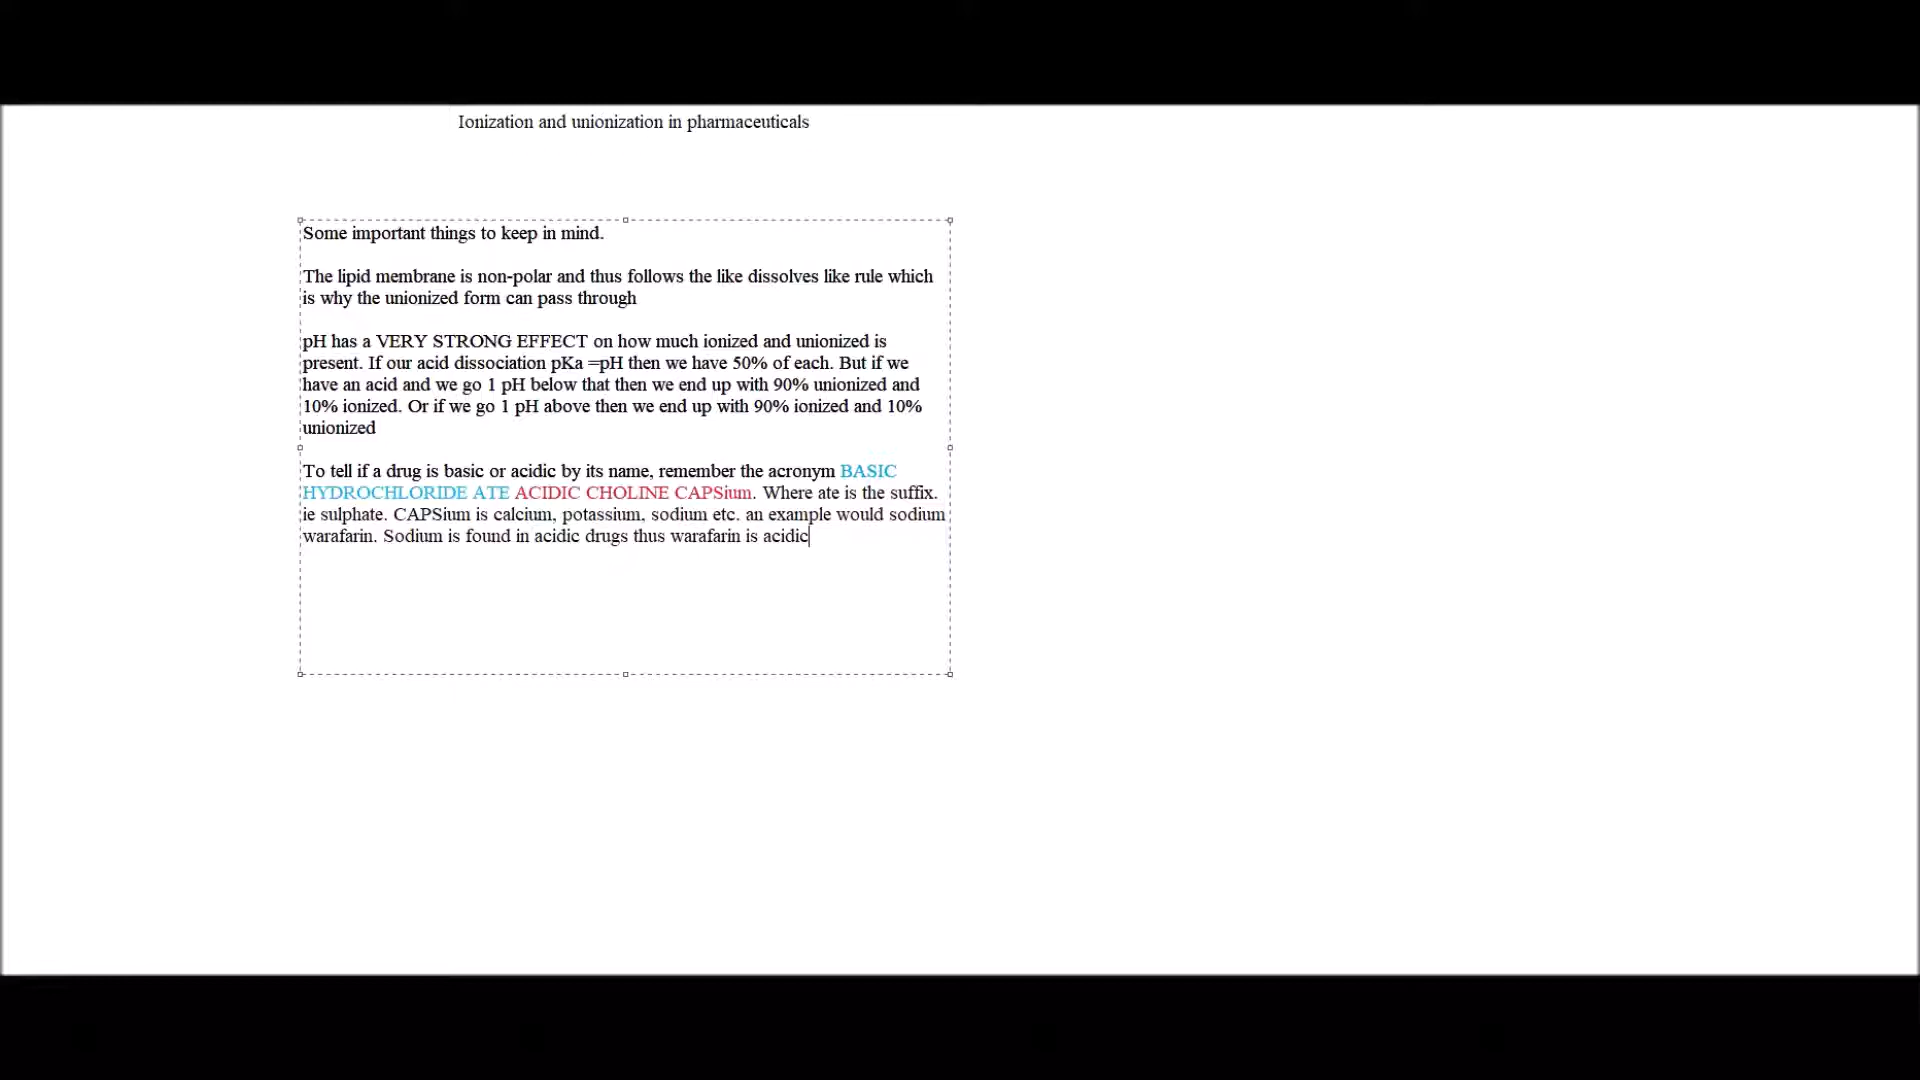 Ionization and unionization in pharmaceuticals
Some important things to keep in mind.
The lipid membrane is non-polar and thus follows the like dissolves like rule which
is why the unionized form can pass through
pH has a VERY STRONG EFFECT on how much ionized and unionized is
present. If our acid dissociation pKa =pH then we have 50% of each. But if we
have an acid and we go 1 pH below that then we end up with 90% unionized and
10% ionized. Or if we go 1 pH above then we end up with 90% ionized and 10%
unionized
To tell if a drug is basic or acidic by its name, remember the acronym BASIC
HYDROCHLORIDE ATE ACIDIC CHOLINE CAPSium. Where ate is the suffix.
ie sulphate. CAPSium is calcium, potassium, sodium etc. an example would sodium
warafarin. Sodium is found in acidic drugs thus warafarin is acidic